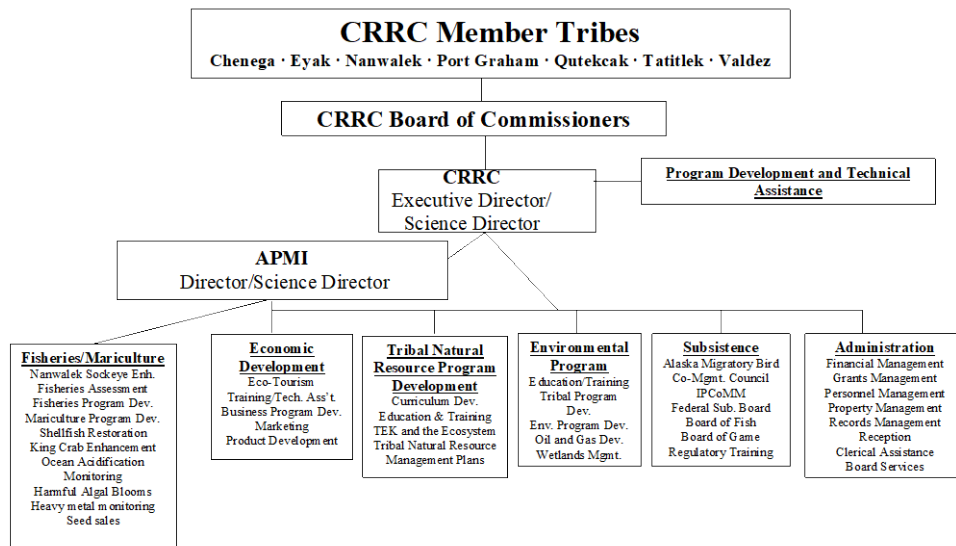 CRRC Member Tribes
Chenega · Eyak · Nanwalek · Port Graham · Qutekcak · Tatitlek · Valdez
CRRC Board of Commissioners
CRRC
Executive Director/
Science Director
Program Development and Technical
Assistance
APMI
Director/Science Director
Fisheries/Mariculture
Nanwalek Sockeye Enh.
Fisheries Assessment
Fisheries Program Dev.
Mariculture Program Dev.
Shellfish Restoration
King Crab Enhancement
Ocean Acidification
Monitoring
Harmful Algal Blooms
Heavy metal monitoring
Seed sales
Economic
Development
Eco-Tourism
Training/Tech. Ass't.
Business Program Dev.
Marketing
Product Development
Tribal Natural
Resource Program
Development
Curriculum Dev.
Education & Training
TEK and the Ecosystem
Tribal Natural Resource
Management Plans
Environmental
Program
Education/Training
Tribal Program
Dev.
Env. Program Dev.
Oil and Gas Dev.
Wetlands Mgmt.
Subsistence
Alaska Migratory Bird
Co-Mgmt. Council
IPCoMM
Federal Sub. Board
Board of Fish
Board of Game
Regulatory Training
Administration
Financial Management
Grants Management
Personnel Management
Property Management
Records Management
Reception
Clerical Assistance
Board Services